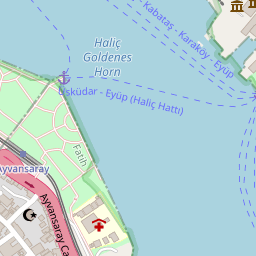 Kabataş - Karaköy - Eyüp
Haliç
Goldenes
Horn
Üsküdar - Eyüp (Haliç Hattı)
Fatih
Ayvansaray
Ayvansaray Ca